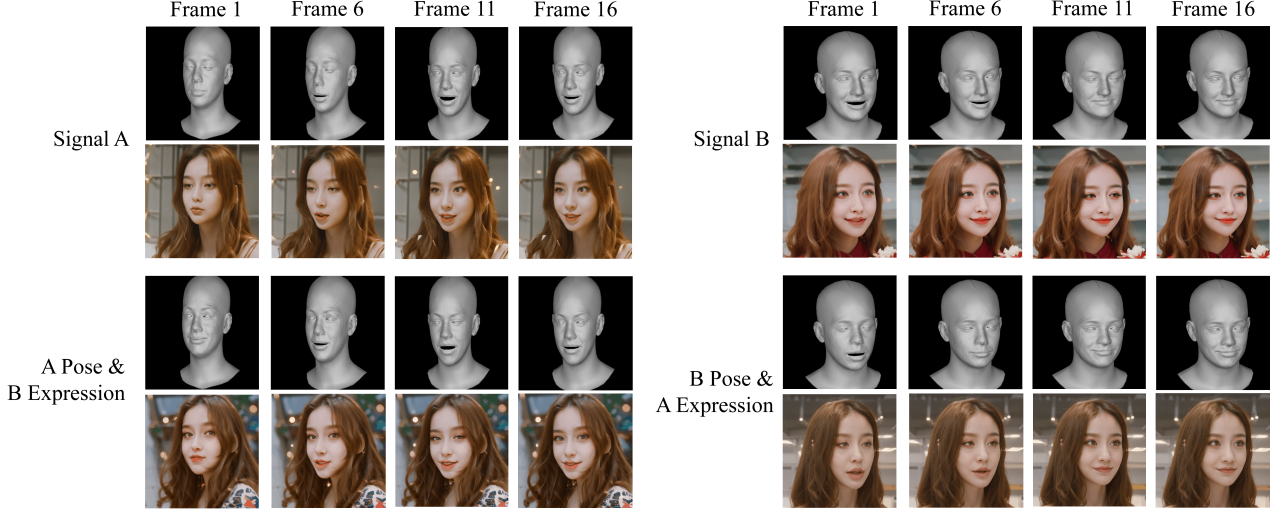 Frame 1 Frame 6 Frame 11 Frame 16
Signal A
A Pose &
B Expression
Frame 1 Frame 6 Frame 11 Frame 16
Signal B
B Pose &
A Expression